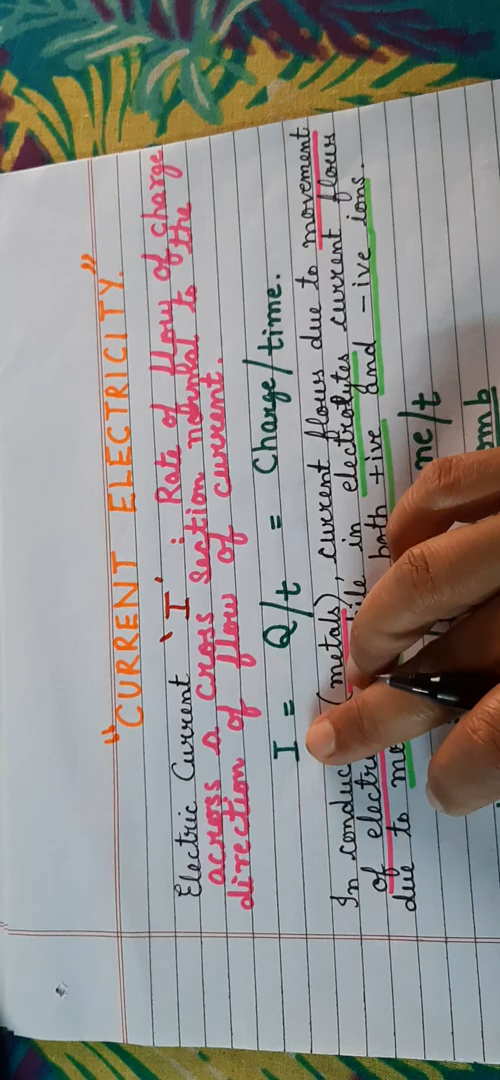 "CURRENT ELECTRICITY."
Electric Current 'I' : Rate of flow of charge
across a cross section normal to the
direction of flow of current.
I = Q/t = Charge/time.
In conduc (metals), current flows due to movement
of electr in electrolytes current flows
due to both +ive and -ive ions.
ne/t